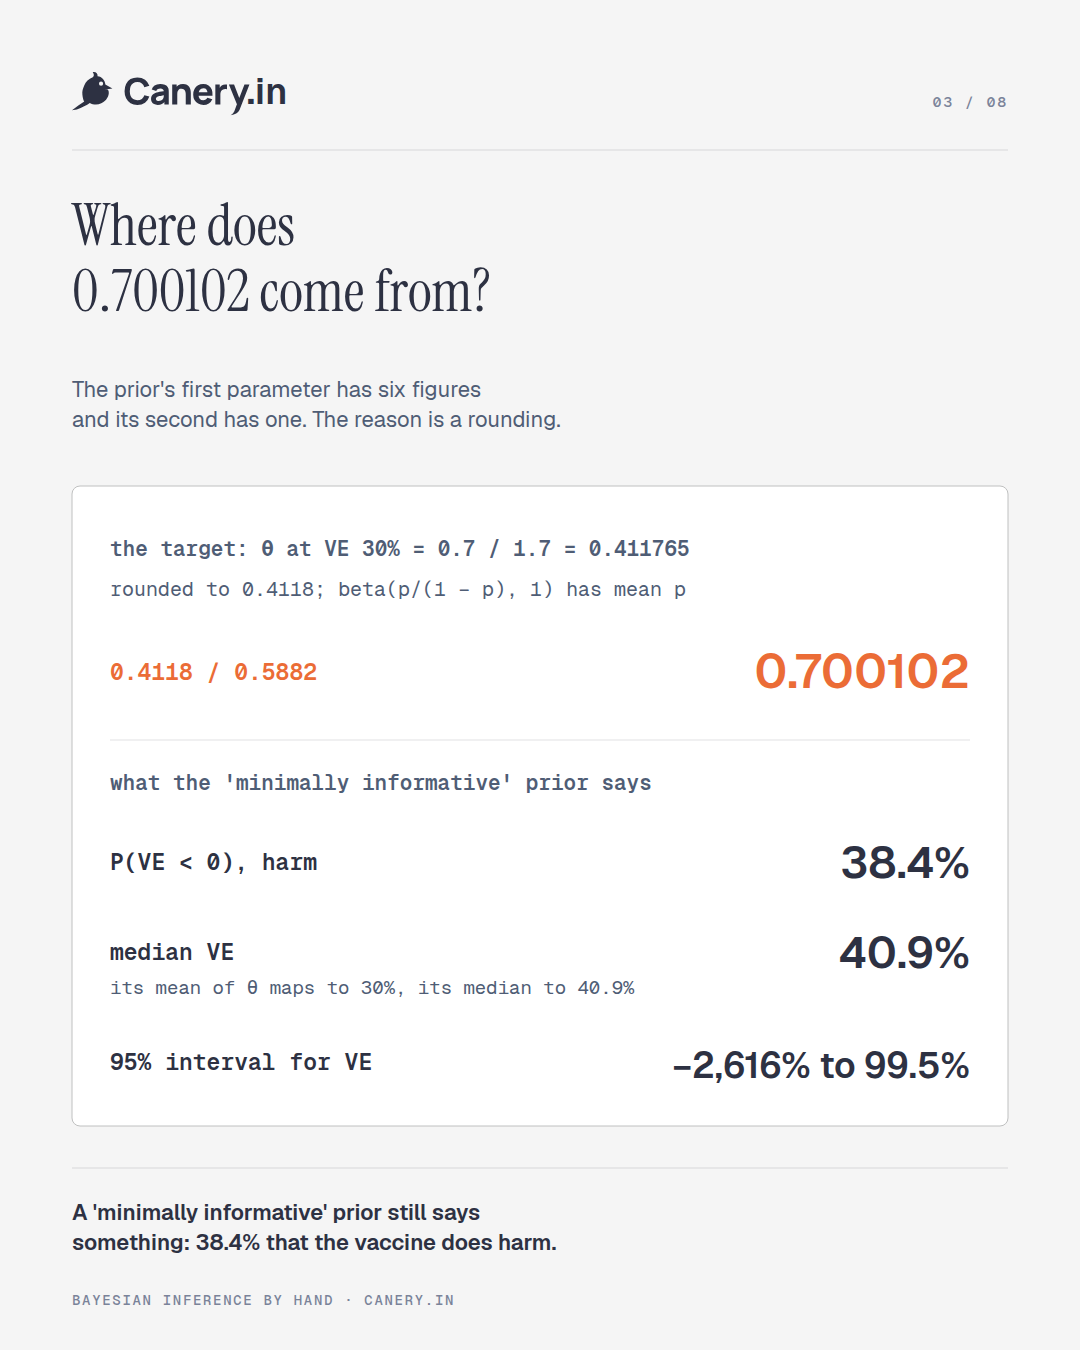 Canery.in
03 / 08
Where does
0.700102 come from?
The prior's first parameter has six figures
and its second has one. The reason is a rounding.
the target: θ at VE 30% = 0.7 / 1.7 = 0.411765
rounded to 0.4118; beta(p/(1 − p), 1) has mean p
0.4118 / 0.5882
0.700102
what the 'minimally informative' prior says
P(VE < 0), harm
38.4%
median VE
40.9%
its mean of θ maps to 30%, its median to 40.9%
95% interval for VE
−2,616% to 99.5%
A 'minimally informative' prior still says
something: 38.4% that the vaccine does harm.
BAYESIAN INFERENCE BY HAND · CANERY.IN